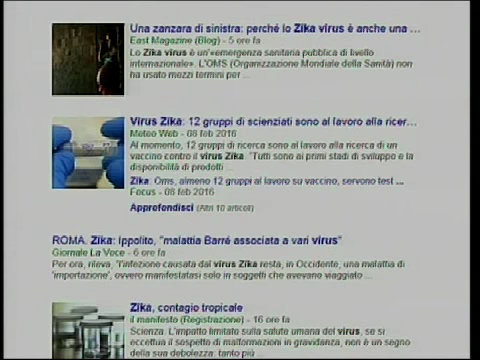 Una zanzara di sinistra: perché lo Zika virus è anche una ...
East Magazine (Blog) - 5 ore fa
Lo Zika virus è un'«emergenza sanitaria pubblica di livello
internazionale». L'OMS (Organizzazione Mondiale della Sanità) non
ha usato mezzi termini per ...
Virus Zika: 12 gruppi di scienziati sono al lavoro alla ricer...
Meteo Web - 08 feb 2016
Al momento, 12 gruppi di ricerca sono al lavoro alla ricerca di un
vaccino contro il virus Zika. "Tutti sono ai primi stadi di sviluppo e la
disponibilità di prodotti ...
Zika: Oms, almeno 12 gruppi al lavoro su vaccino, servono test ...
Focus - 08 feb 2016
Approfondisci (Altri 10 articoli)
ROMA. Zika: Ippolito, "malattia Barré associata a vari virus"
Giornale La Voce - 6 ore fa
Per ora, rileva, "l'infezione causata dal virus Zika resta, in Occidente, una malattia di
'importazione', ovvero manifestatasi solo in soggetti che avevano viaggiato ...
Zika, contagio tropicale
il manifesto (Registrazione) - 16 ore fa
Scienza. L'impatto limitato sulla salute umana del virus, se si
eccettua il sospetto di malformazioni in gravidanza, non è un segno
della sua debolezza: tanto più ...